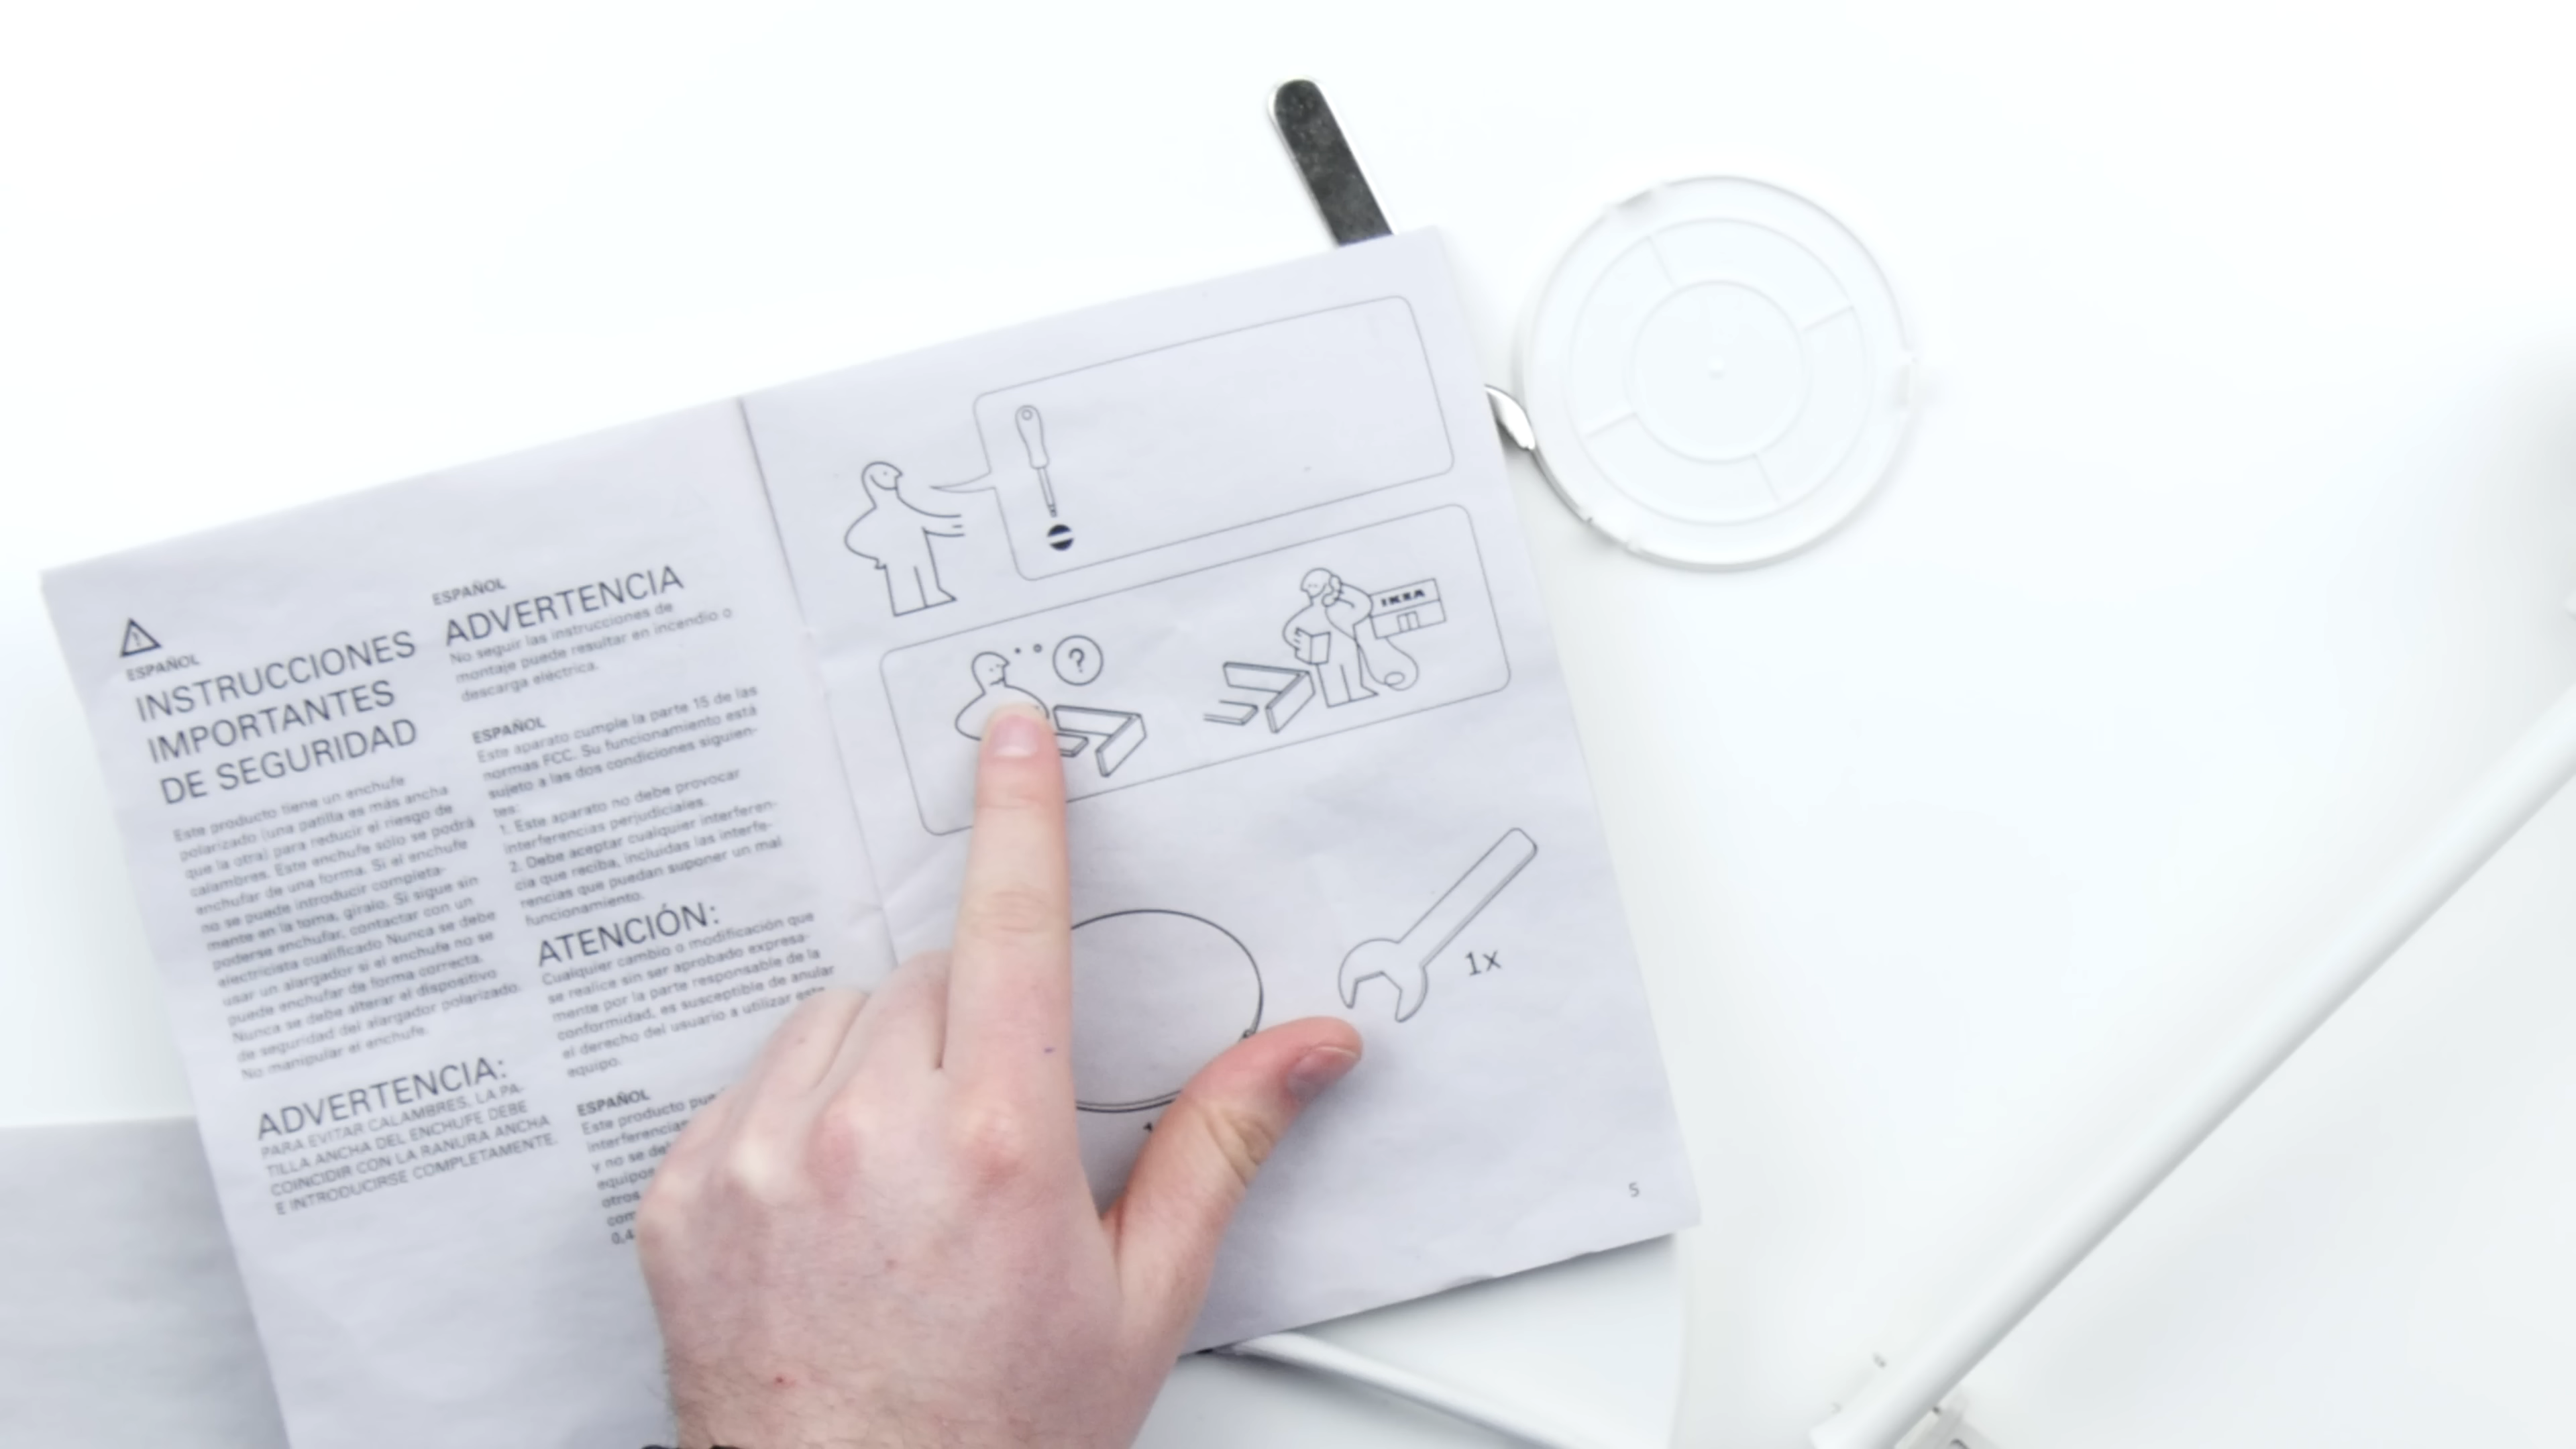 ESPAÑOL
INSTRUCCIONES
IMPORTANTES
DE SEGURIDAD
Este producto tiene un enchufe
polarizado (una patilla es más ancha
que la otra) para reducir el riesgo de
calambres. Este enchufe sólo se podrá
enchufar de una forma. Si el enchufe
no se puede introducir completa-
mente en la toma, gíralo. Si sigue sin
poderse enchufar, contactar con un
electricista cualificado Nunca se debe
usar un alargador si el enchufe no se
puede enchufar de forma correcta.
Nunca se debe alterar el dispositivo
de seguridad del alargador polarizado.
No manipular el enchufe.
ADVERTENCIA:
PARA EVITAR CALAMBRES, LA PA-
TILLA ANCHA DEL ENCHUFE DEBE
COINCIDIR CON LA RANURA ANCHA
E INTRODUCIRSE COMPLETAMENTE.
ESPAÑOL
ADVERTENCIA
No seguir las instrucciones de
montaje puede resultar en incendio o
descarga eléctrica.
ESPAÑOL
Este aparato cumple la parte 15 de las
normas FCC. Su funcionamiento está
sujeto a las dos condiciones siguien-
tes:
1. Este aparato no debe provocar
interferencias perjudiciales.
2. Debe aceptar cualquier interferen-
cia que reciba, incluidas las interfe-
rencias que puedan suponer un mal
funcionamiento.
ATENCIÓN:
Cualquier cambio o modificación que
se realice sin ser aprobado expresa-
mente por la parte responsable de la
conformidad, es susceptible de anular
el derecho del usuario a utilizar este
equipo.
ESPAÑOL
Este producto
interferencias
y no se
equipos
otros
?
IKEA
1x
5